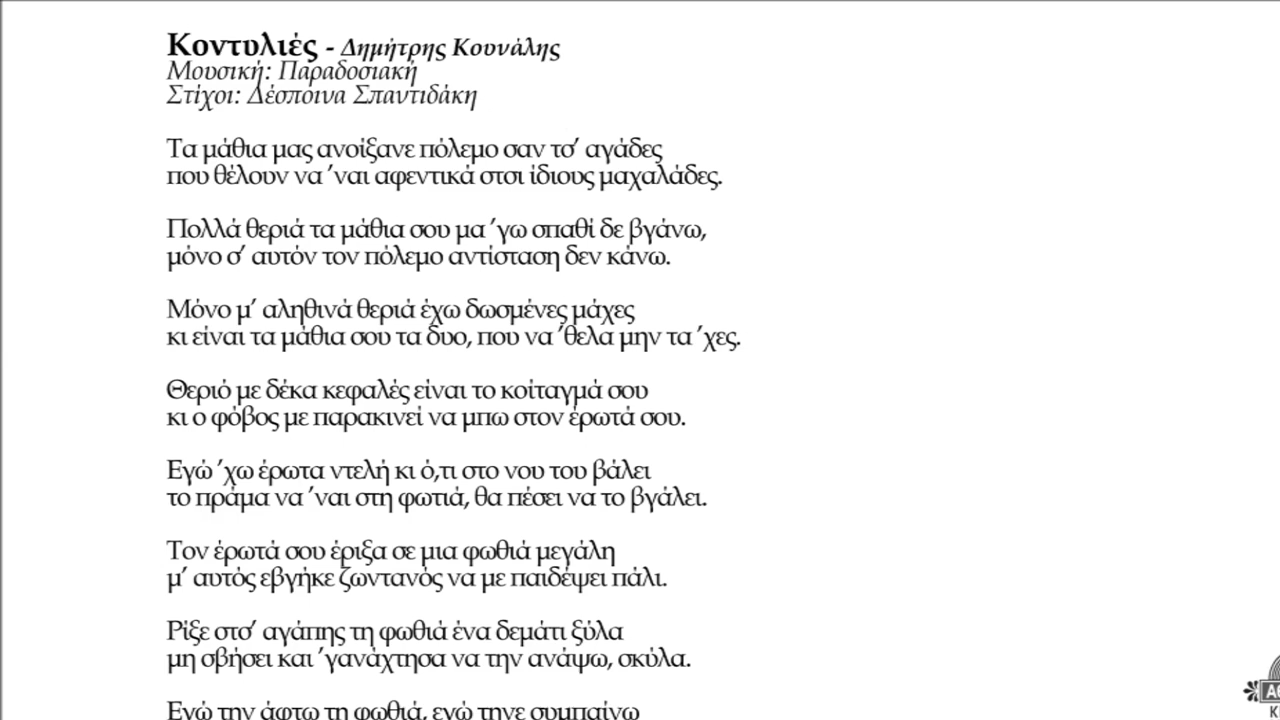 Κοντυλιές - Δημήτρης Κουνάλης
Μουσική: Παραδοσιακή
Στίχοι: Δέσποινα Σπαντιδάκη
Τα μάθια μας ανοίξανε πόλεμο σαν τσ’ αγάδες
που θέλουν να ’ναι αφεντικά στσι ίδιους μαχαλάδες.
Πολλά θεριά τα μάθια σου μα ’γω σπαθί δε βγάνω,
μόνο σ’ αυτόν τον πόλεμο αντίσταση δεν κάνω.
Μόνο μ’ αληθινά θεριά έχω δωσμένες μάχες
κι είναι τα μάθια σου τα δυο, που να ’θελα μην τα ’χες.
Θεριό με δέκα κεφαλές είναι το κοίταγμά σου
κι ο φόβος με παρακινεί να μπω στον έρωτά σου.
Εγώ ’χω έρωτα ντελή κι ό,τι στο νου του βάλει
το πράμα να ’ναι στη φωτιά, θα πέσει να το βγάλει.
Τον έρωτά σου έριξα σε μια φωθιά μεγάλη
μ’ αυτός εβγήκε ζωντανός να με παιδέψει πάλι.
Ρίξε στσ’ αγάπης τη φωθιά ένα δεμάτι ξύλα
μη σβήσει και ’γανάχτησα να την ανάψω, σκύλα.
Εγώ την άφτω τη φωθιά, εγώ τηνε συμπαίνω